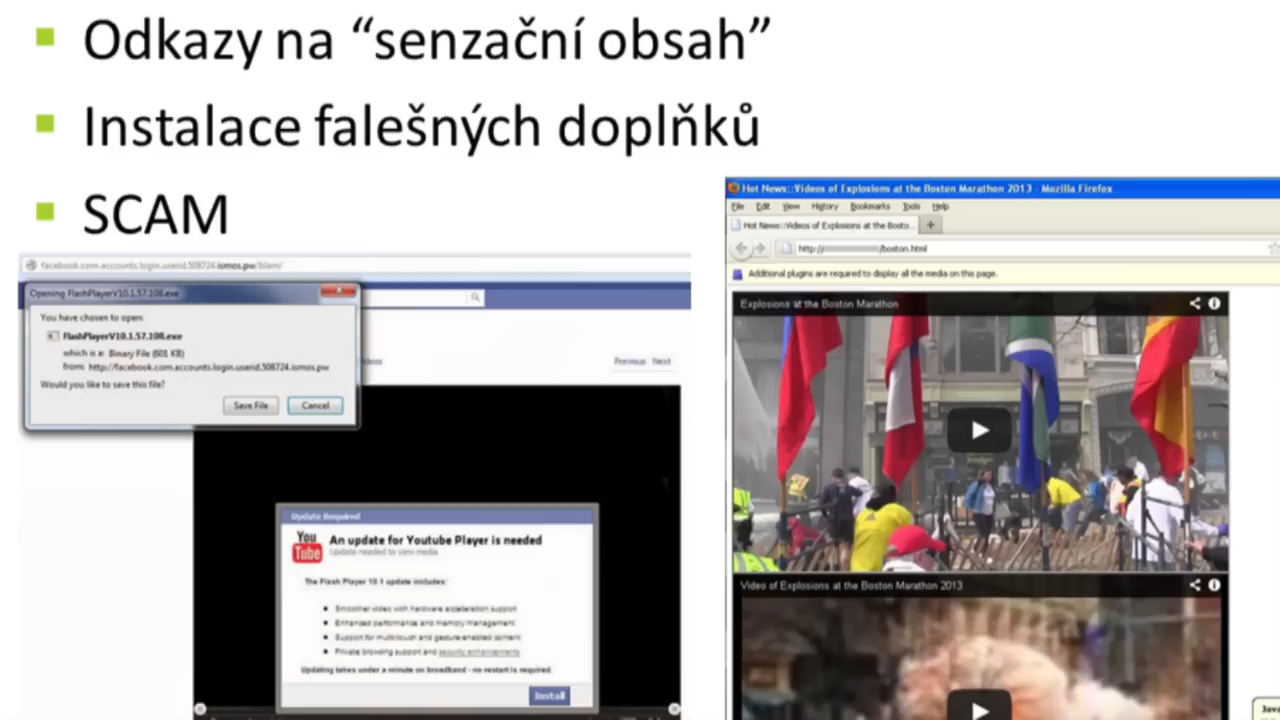 Odkazy na “senzační obsah”
Instalace falešných doplňků
SCAM
facebook.com.accounts.login.userid.508724.ismos.pw/blam/
Opening FlashPlayerV10.1.57.108.exe
You have chosen to open:
FlashPlayerV10.1.57.108.exe
which is a: Binary File (601 KB)
from: http://facebook.com.accounts.login.userid.508724.ismos.pw
Would you like to save this file?
Save File Cancel
Previous Next
Update Required
You Tube
An update for Youtube Player is needed
Update needed to view media
The Flash Player 10.1 update includes:
Smoother video with hardware acceleration support
Enhanced performance and memory management
Support for multi-touch and gesture-enabled content
Private browsing support and security enhancements
Updating takes under a minute on broadband - no restart is required.
Install
Hot News::Videos of Explosions at the Boston Marathon 2013 - Mozilla Firefox
File Edit View History Bookmarks Tools Help
Hot News::Videos of Explosions at the Bosto...
http:// /boston.html
Additional plugins are required to display all the media on this page.
Explosions at the Boston Marathon
Video of Explosions at the Boston Marathon 2013
Java